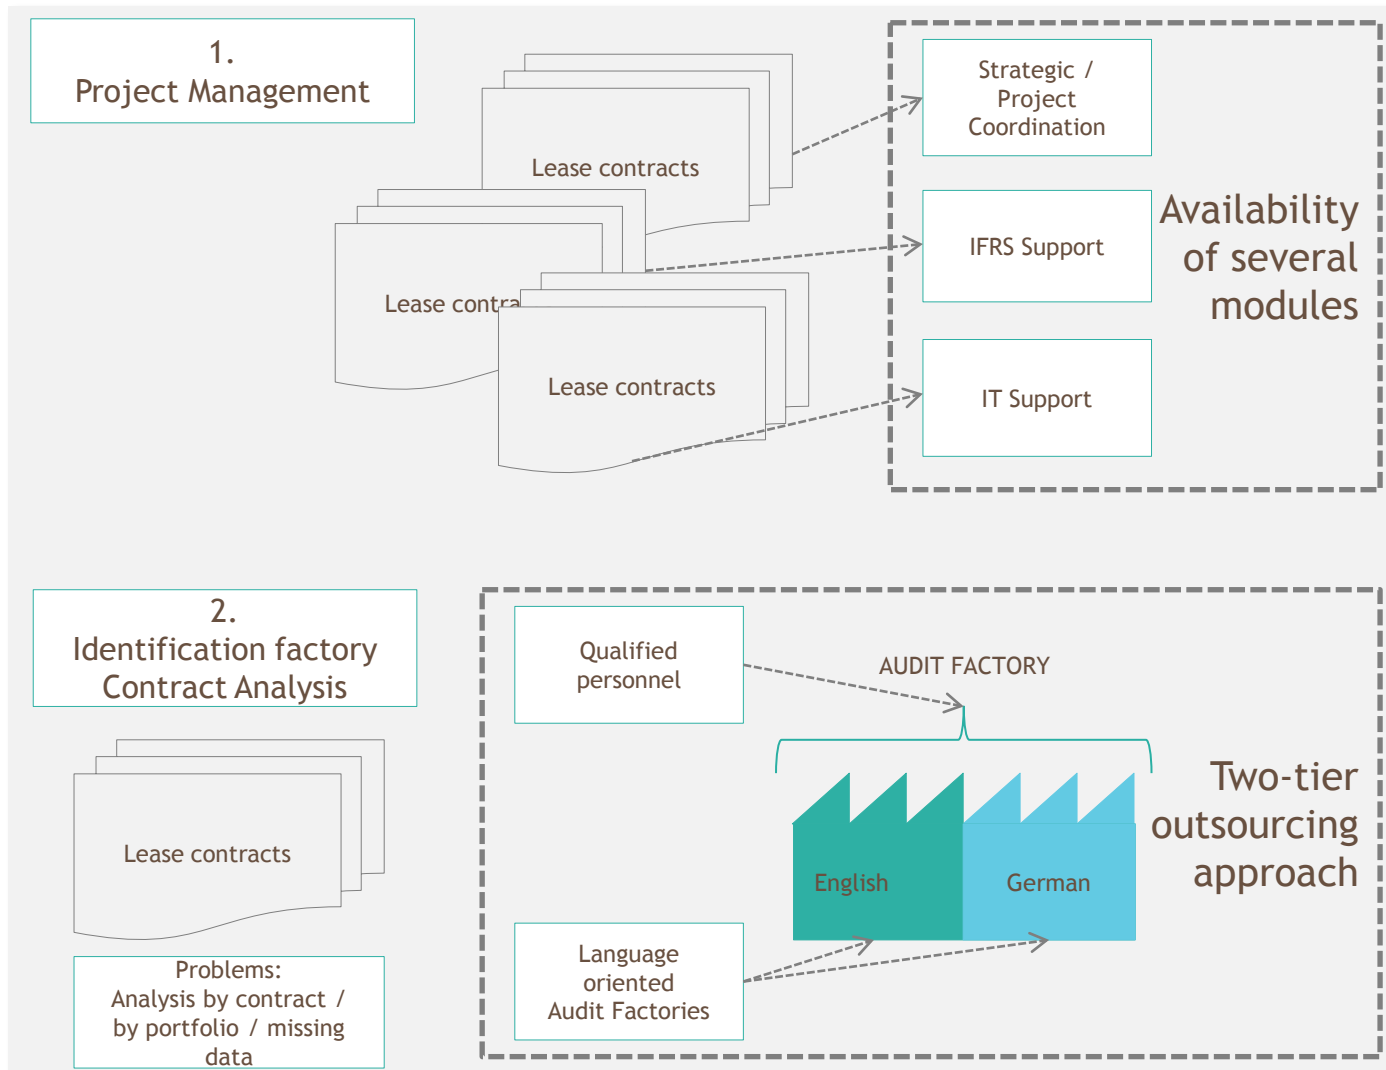 1.
Project Management
Lease contracts
Lease contra
Lease contracts
Strategic /
Project
Coordination
IFRS Support
IT Support
Availability
of several
modules
2.
Identification factory
Contract Analysis
Lease contracts
Problems:
Analysis by contract /
by portfolio / missing
data
Qualified
personnel
AUDIT FACTORY
English
German
Language
oriented
Audit Factories
Two-tier
outsourcing
approach